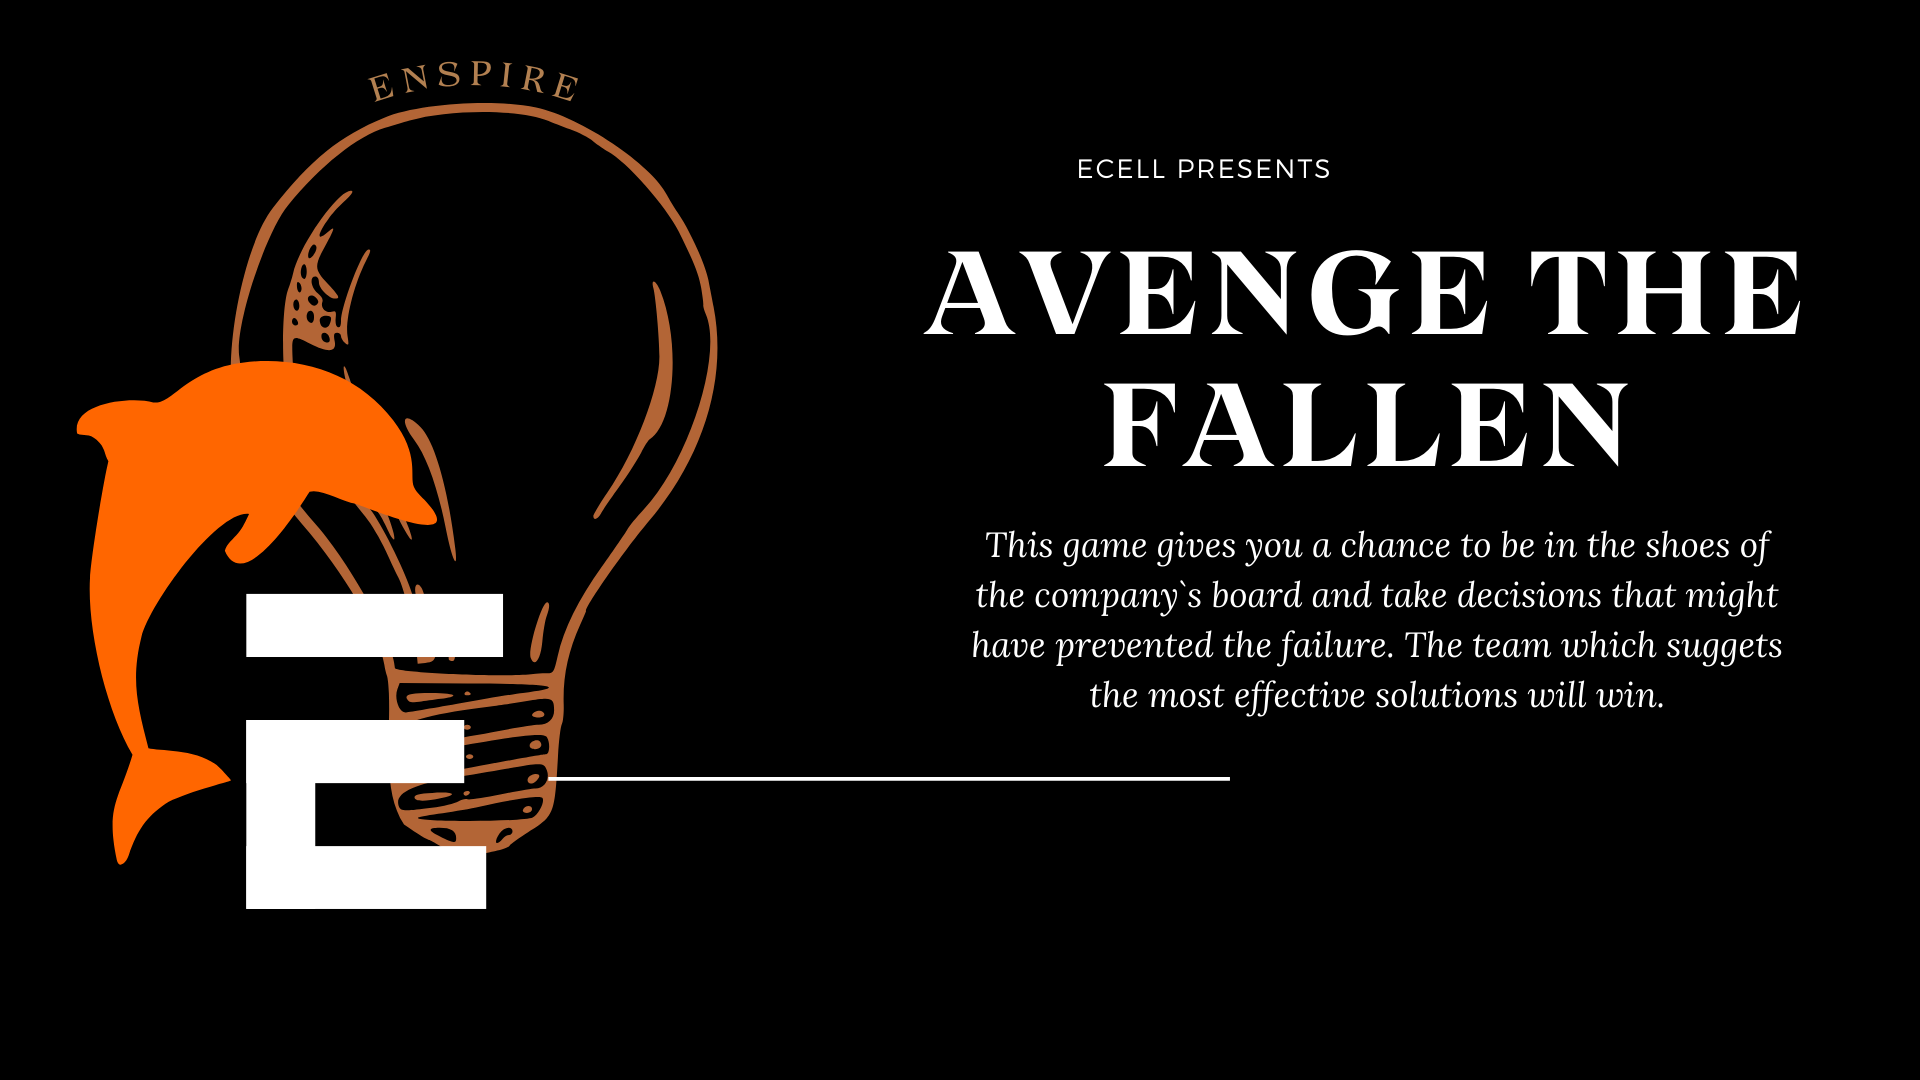 ENSPIRE
ECELL PRESENTS
AVENGE THE
FALLEN
This game gives you a chance to be in the shoes of
the company`s board and take decisions that might
have prevented the failure. The team which suggets
the most effective solutions will win.
E